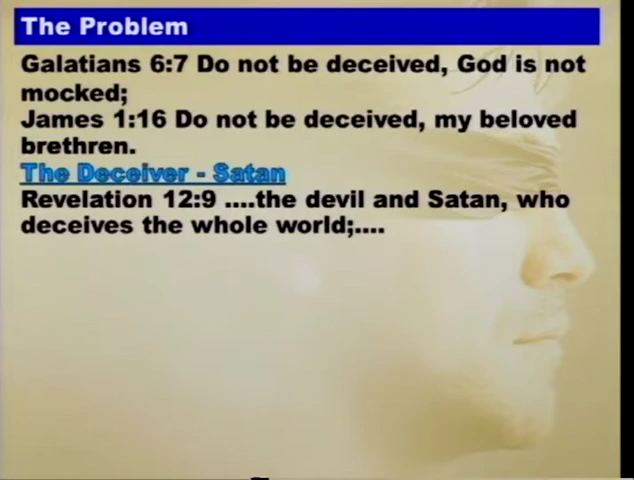 The Problem
Galatians 6:7 Do not be deceived, God is not
mocked;
James 1:16 Do not be deceived, my beloved
brethren.
The Deceiver - Satan
Revelation 12:9 ....the devil and Satan, who
deceives the whole world;....